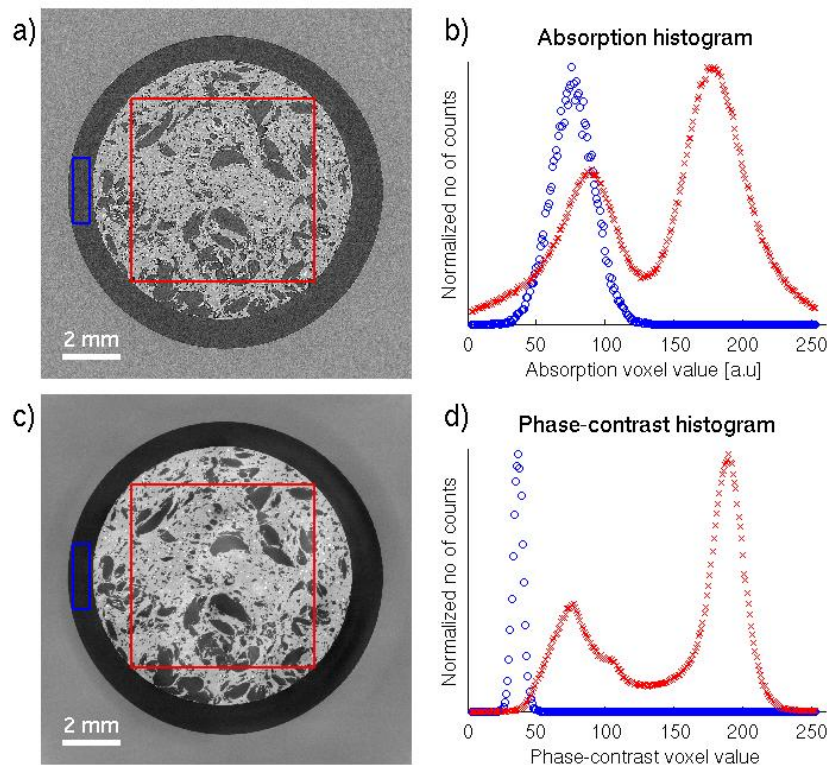 a)
2 mm
b)
Absorption histogram
Normalized no of counts
0 50 100 150 200 250
Absorption voxel value [a.u]
c)
2 mm
d)
Phase-contrast histogram
Normalized no of counts
0 50 100 150 200 250
Phase-contrast voxel value